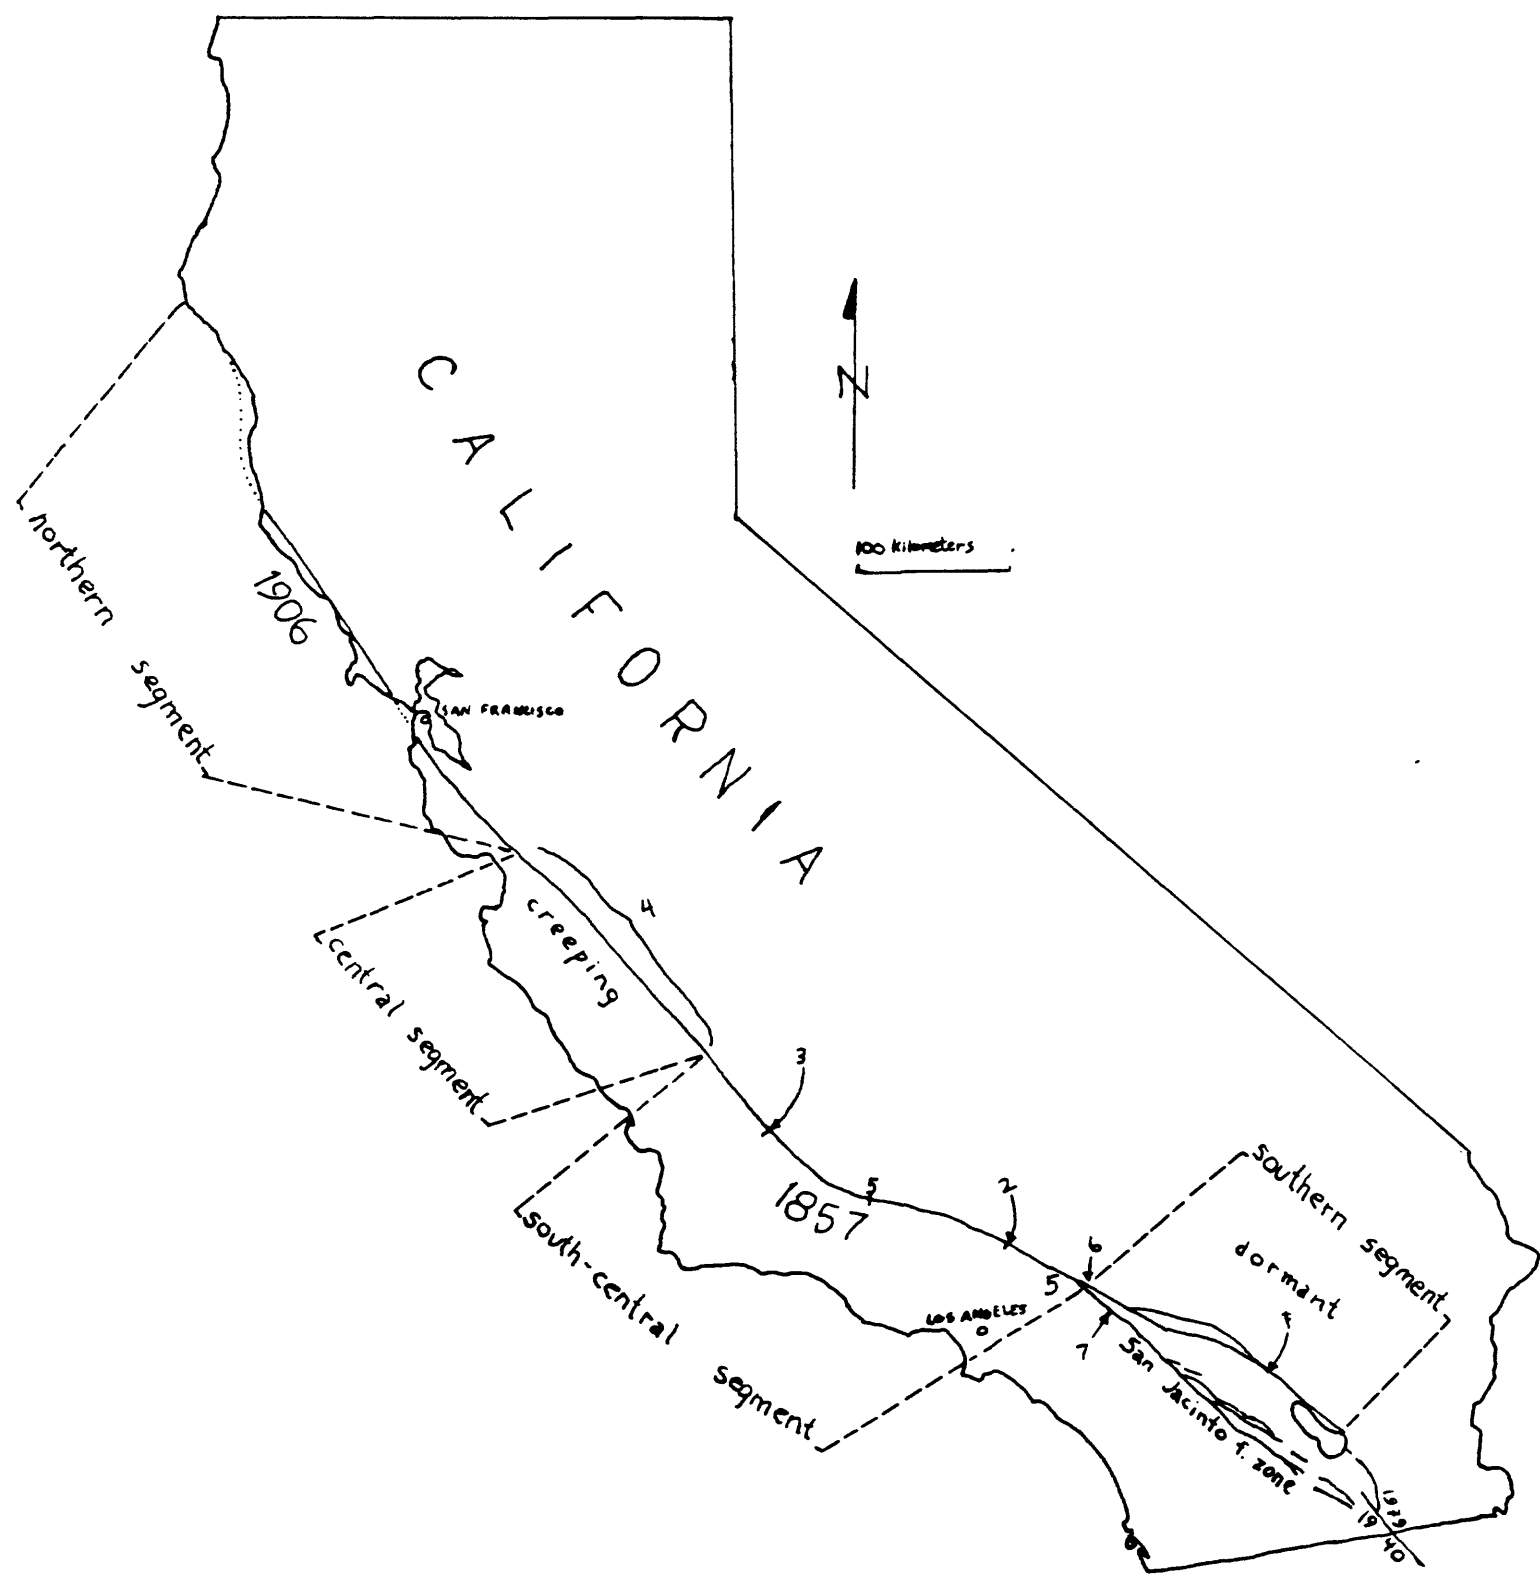 CALIFORNIA
N
100 kilometers
northern segment
1906
SAN FRANCISCO
4
creeping
central segment
3
5
1857
2
6
5
south-central segment
LOS ANGELES
southern segment
dormant
7
San Jacinto f. zone
1979
1940